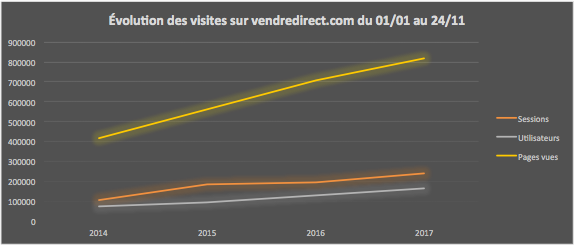 Évolution des visites sur vendredirect.com du 01/01 au 24/11
900000
800000
700000
600000
500000
400000
300000
200000
100000
0
2014 2015 2016 2017
Sessions
Utilisateurs
Pages vues